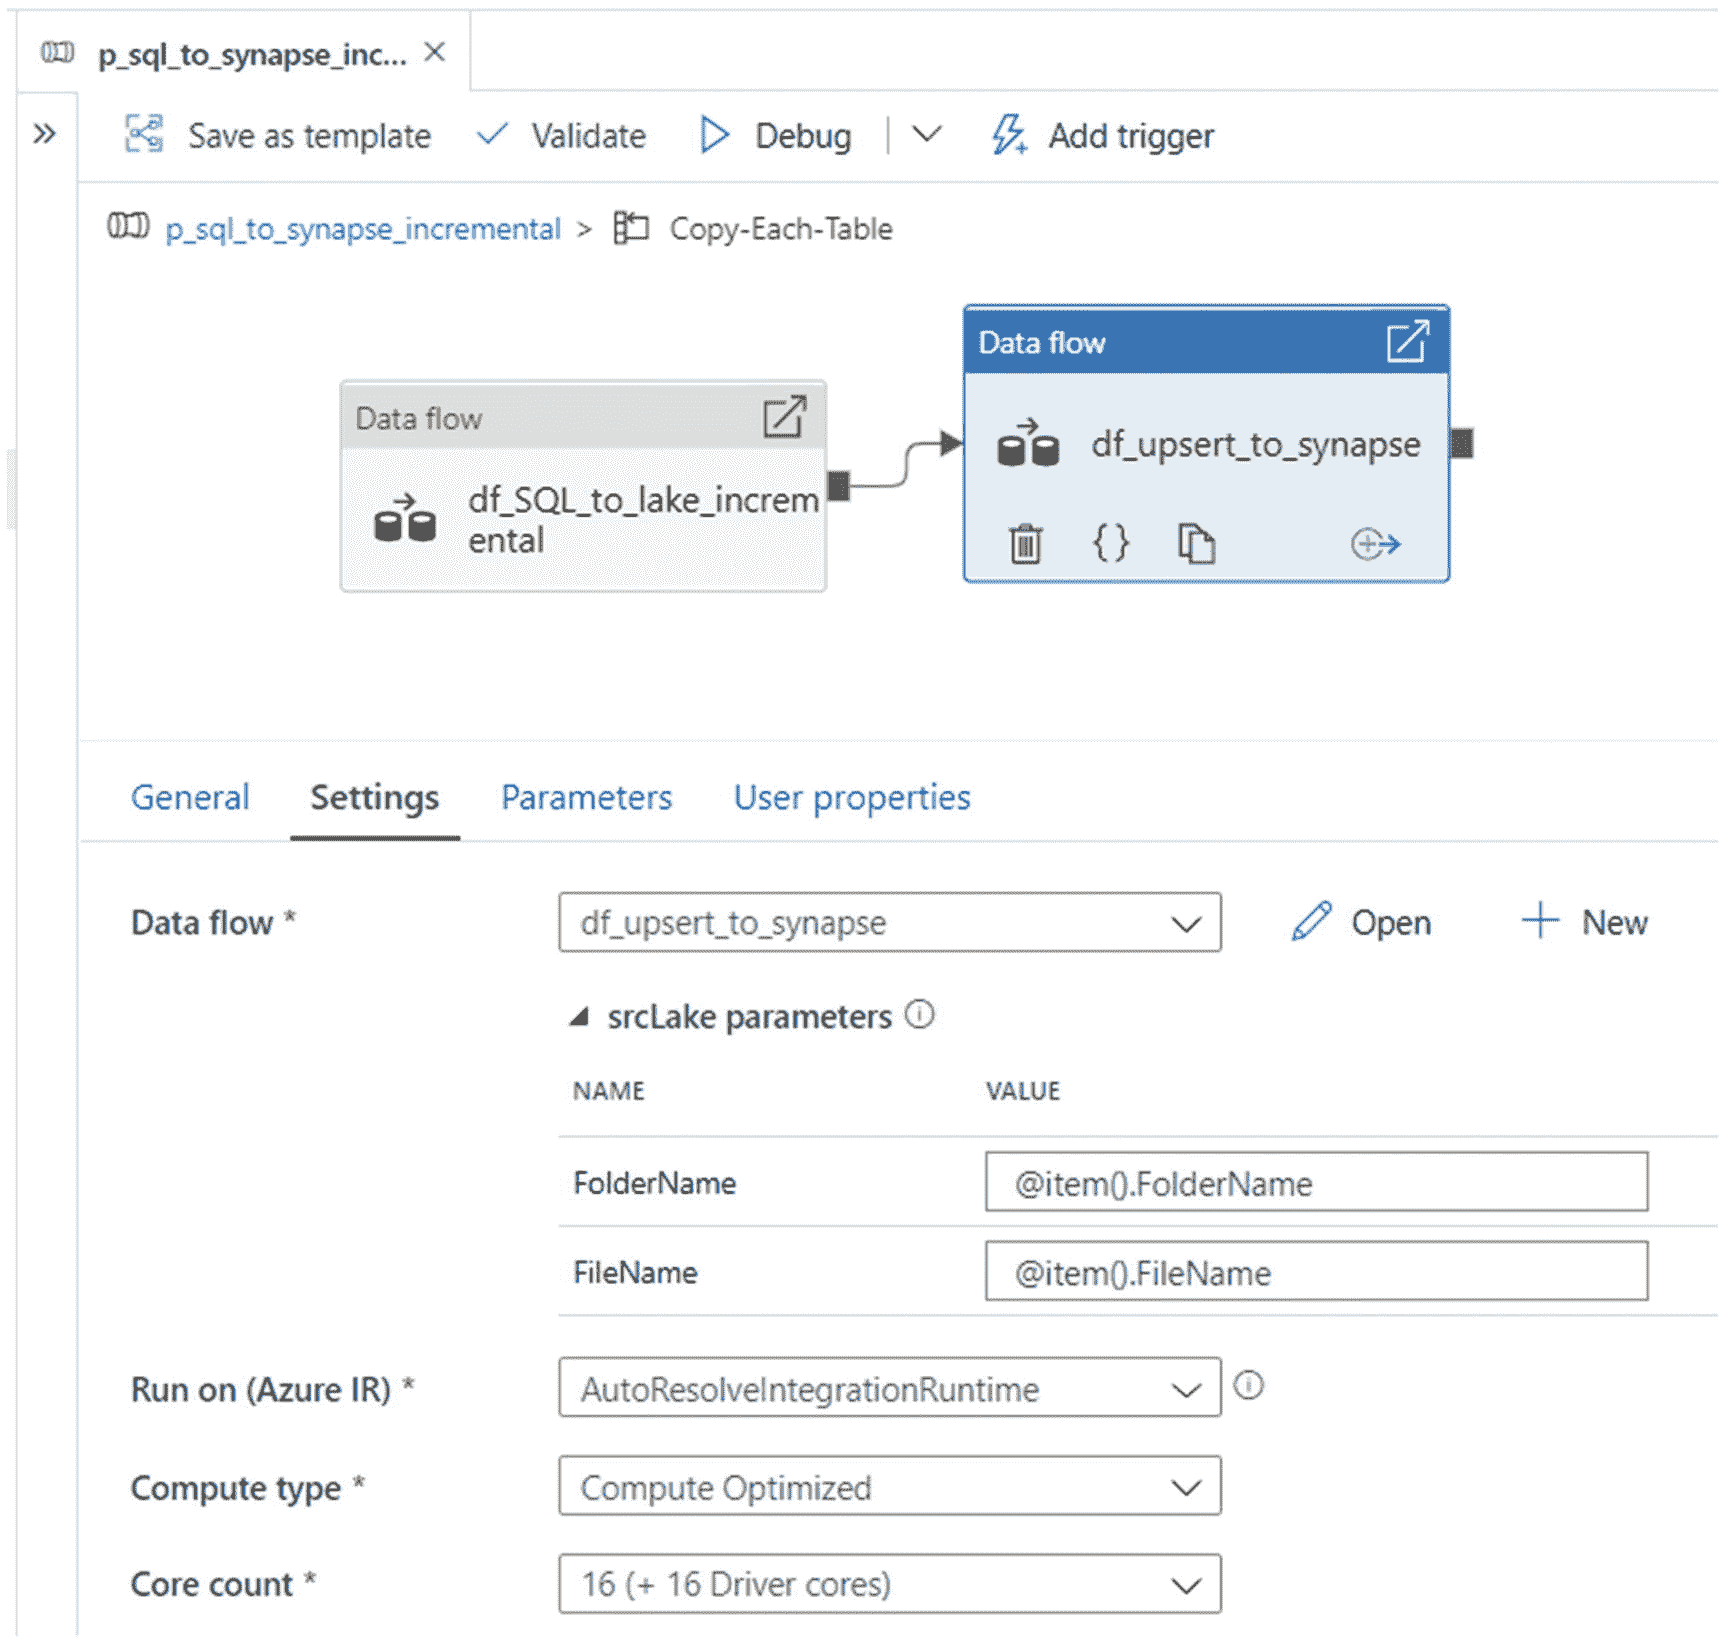 p_sql_to_synapse_inc...
Save as template Validate Debug Add trigger
p_sql_to_synapse_incremental > Copy-Each-Table
Data flow
df_SQL_to_lake_increm
ental
Data flow
df_upsert_to_synapse
General Settings Parameters User properties
Data flow * df_upsert_to_synapse Open New
srcLake parameters
NAME VALUE
FolderName @item().FolderName
FileName @item().FileName
Run on (Azure IR) * AutoResolveIntegrationRuntime
Compute type * Compute Optimized
Core count * 16 (+ 16 Driver cores)